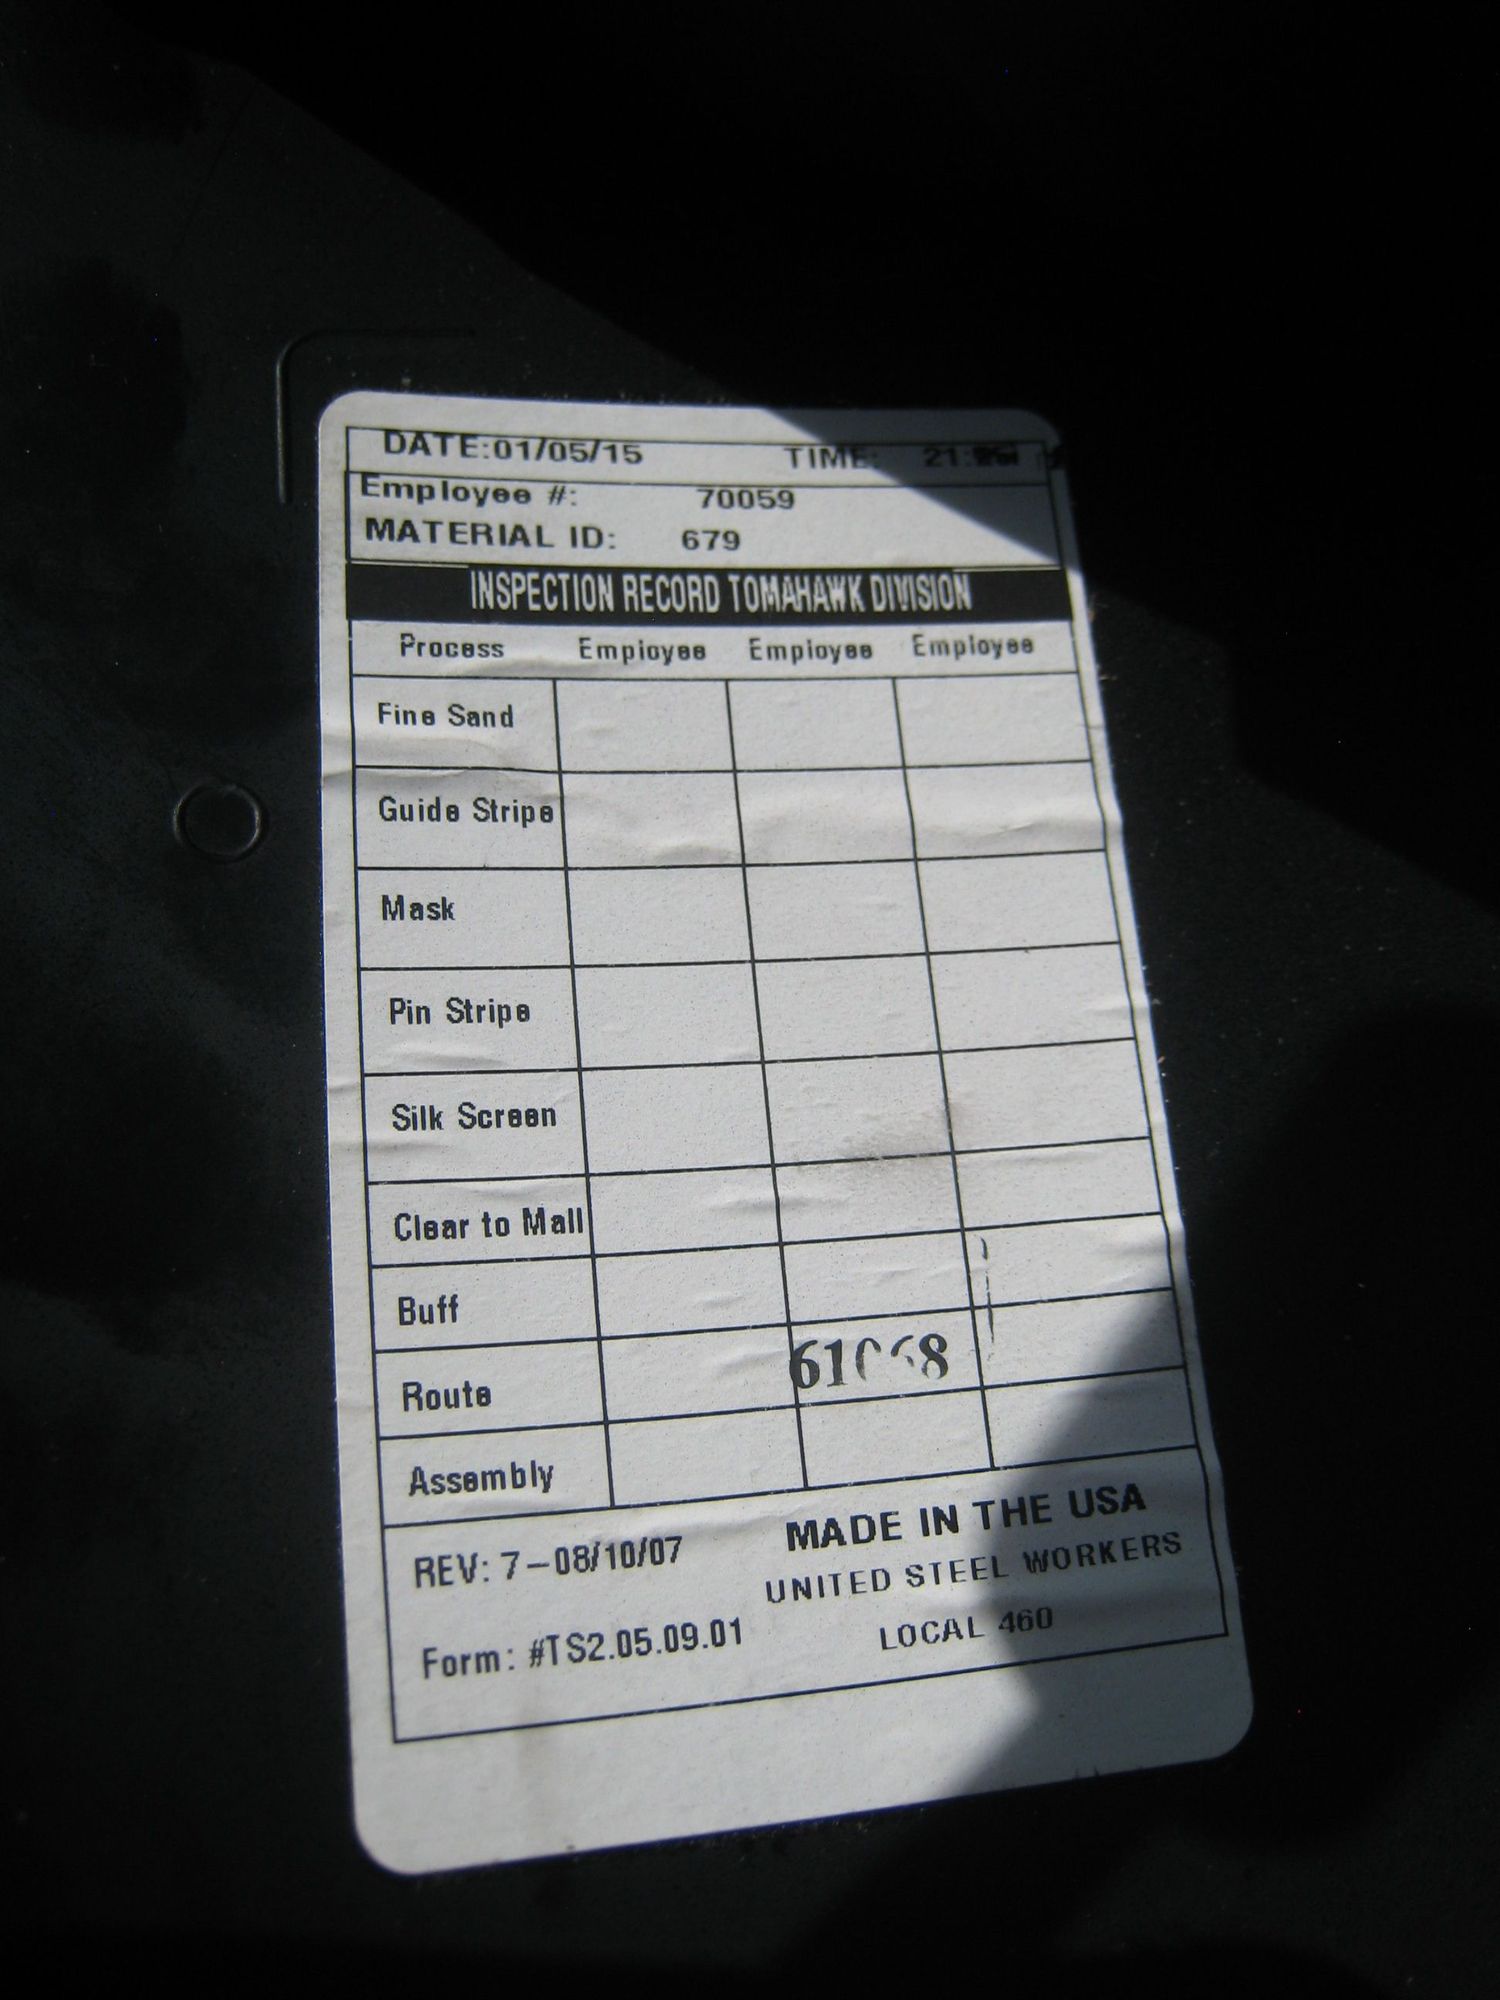 DATE:01/05/15 TIME:
Employee #: 70059
MATERIAL ID: 679
INSPECTION RECORD TOMAHAWK DIVISION
Process Employee Employee Employee
Fine Sand
Guide Stripe
Mask
Pin Stripe
Silk Screen
Clear to Mall
Buff
Route
Assembly
REV: 7-08/10/07
MADE IN THE USA
UNITED STEEL WORKERS
LOCAL 460
Form: #TS2.05.09.01